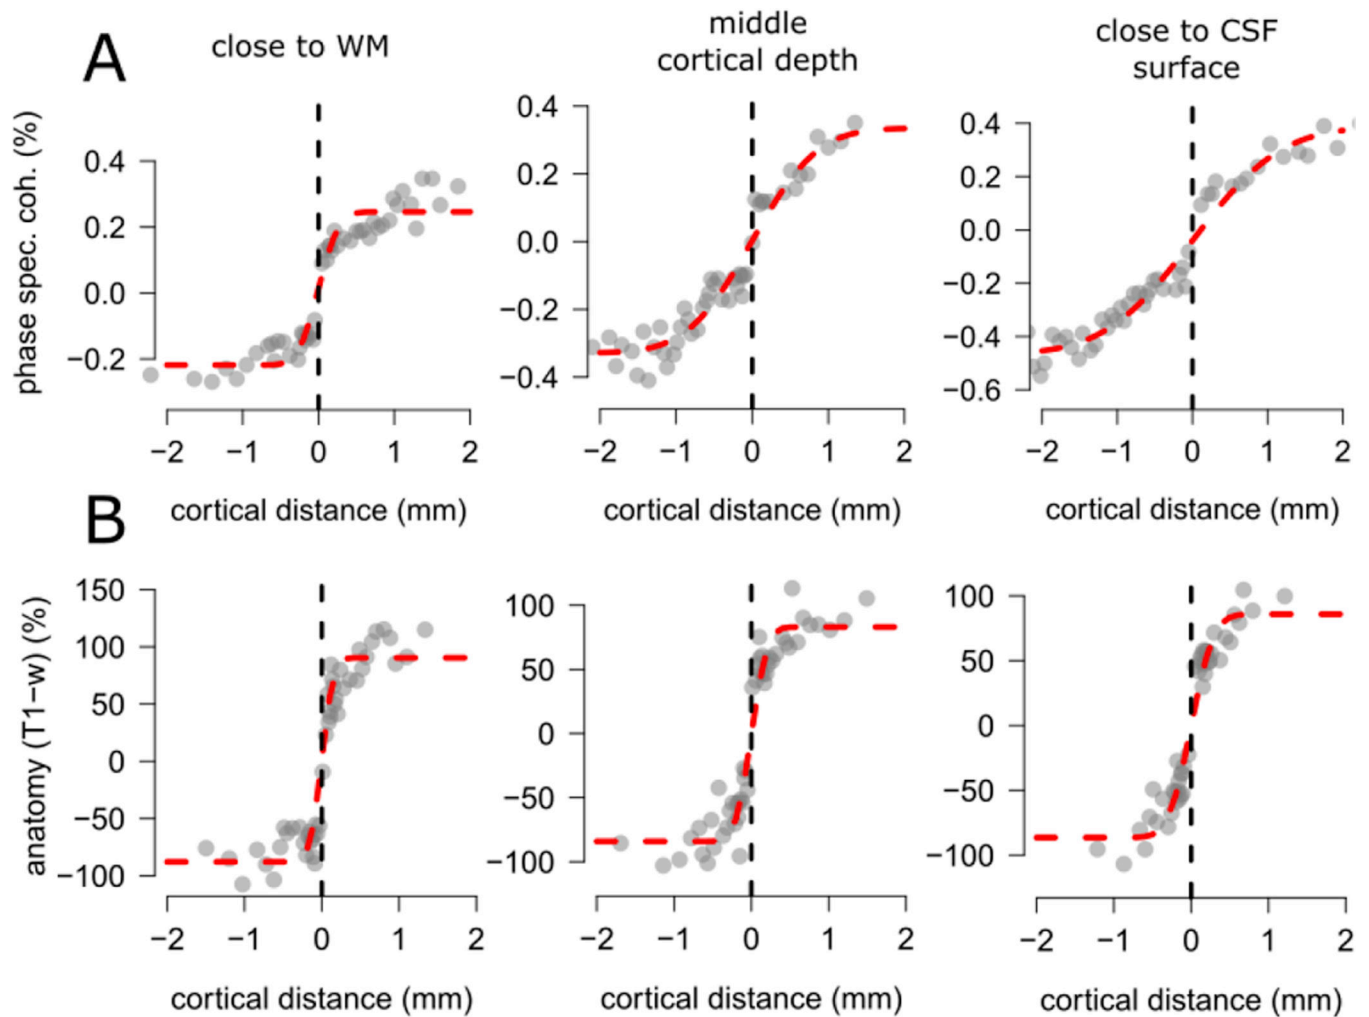 A
close to WM
middle
cortical depth
close to CSF
surface
phase spec. coh. (%)
0.4
0.2
0.0
−0.2
−2 −1 0 1 2
cortical distance (mm)
0.4
0.2
0.0
−0.2
−0.4
−2 −1 0 1 2
cortical distance (mm)
0.4
0.2
0.0
−0.2
−0.4
−0.6
−2 −1 0 1 2
cortical distance (mm)
B
anatomy (T1−w) (%)
150
100
50
0
−50
−100
−2 −1 0 1 2
cortical distance (mm)
100
50
0
−50
−100
−2 −1 0 1 2
cortical distance (mm)
100
50
0
−50
−100
−2 −1 0 1 2
cortical distance (mm)